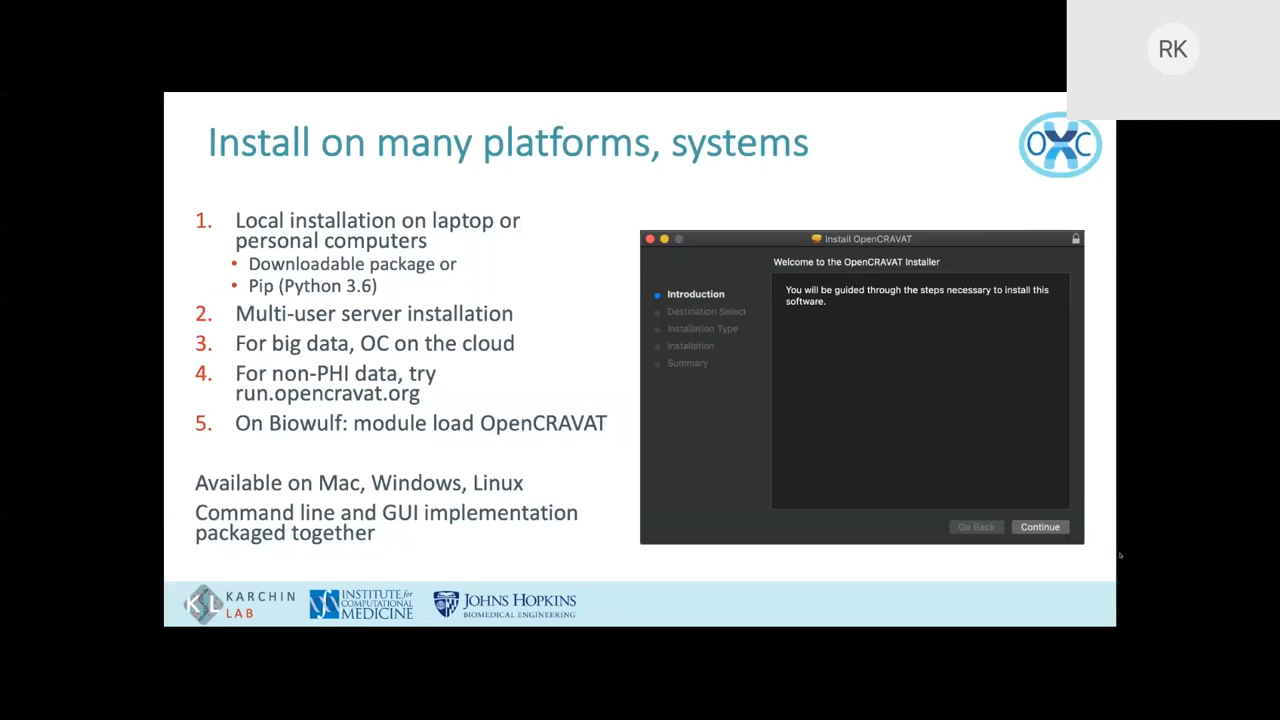 RK
Install on many platforms, systems
OXC
1. Local installation on laptop or
personal computers
• Downloadable package or
• Pip (Python 3.6)
2. Multi-user server installation
3. For big data, OC on the cloud
4. For non-PHI data, try
run.opencravat.org
5. On Biowulf: module load OpenCRAVAT
Available on Mac, Windows, Linux
Command line and GUI implementation
packaged together
Install OpenCRAVAT
Welcome to the OpenCRAVAT Installer
Introduction
Destination Select
Installation Type
Installation
Summary
You will be guided through the steps necessary to install this
software.
Go Back
Continue
KSL
KARCHIN
LAB
INSTITUTE for
COMPUTATIONAL
MEDICINE
JOHNS HOPKINS
BIOMEDICAL ENGINEERING